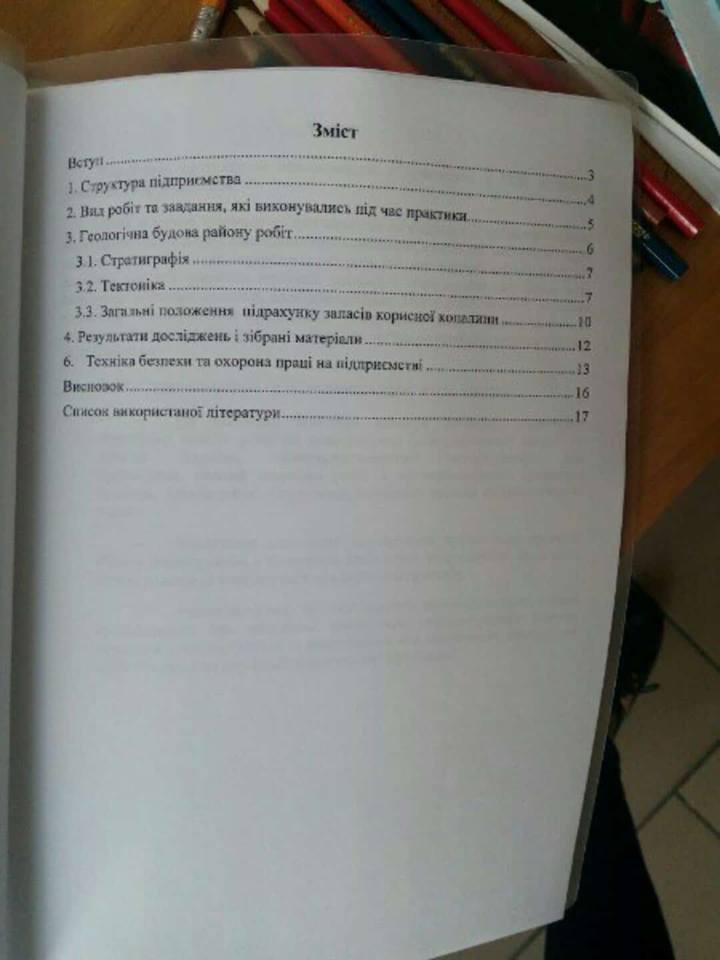 Зміст
Вступ ........ 3
1. Структура підприємства ........ 4
2. Вид робіт та завдання, які виконувались під час практики ........ 5
3. Геологічна будова району робіт ........ 6
3.1. Стратиграфія ........ 7
3.2. Тектоніка ........ 7
3.3. Загальні положення підрахунку запасів корисної копалини ........ 10
4. Результати досліджень і зібрані матеріали ........ 12
6. Техніка безпеки та охорона праці на підприємстві ........ 13
Висновок ........ 16
Список використаної літератури ........ 17